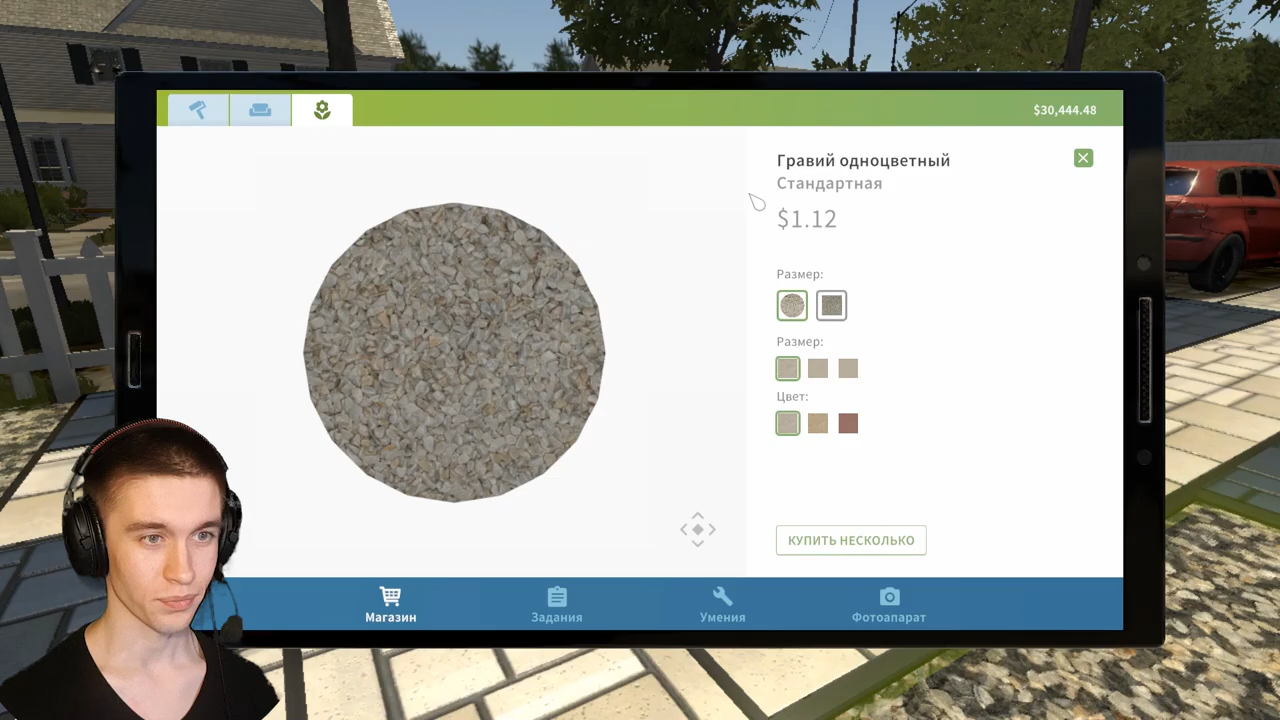 $30,444.48
Гравий одноцветный
Стандартная
$1.12
Размер:
Размер:
Цвет:
КУПИТЬ НЕСКОЛЬКО
Магазин
Задания
Умения
Фотоапарат